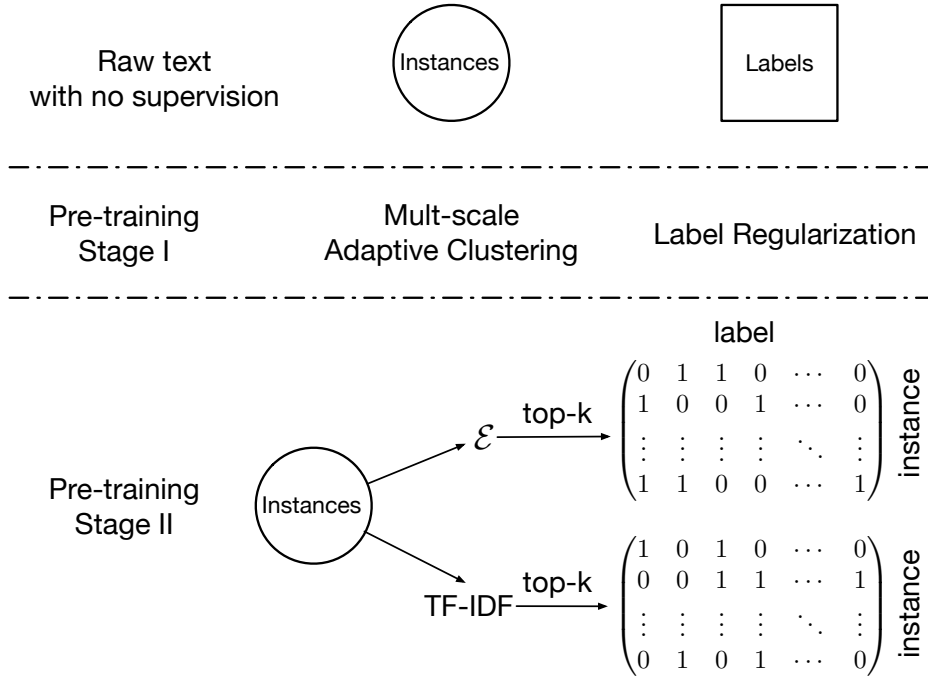 Raw text
with no supervision
Instances
Labels
Pre-training
Stage I
Mult-scale
Adaptive Clustering
Label Regularization
Pre-training
Stage II
Instances
ℰ
top-k
label
0 1 1 0 ⋯ 0
1 0 0 1 ⋯ 0
⋮ ⋮ ⋮ ⋮ ⋱ ⋮
1 1 0 0 ⋯ 1
instance
TF-IDF
top-k
1 0 1 0 ⋯ 0
0 0 1 1 ⋯ 1
⋮ ⋮ ⋮ ⋮ ⋱ ⋮
0 1 0 1 ⋯ 0
instance